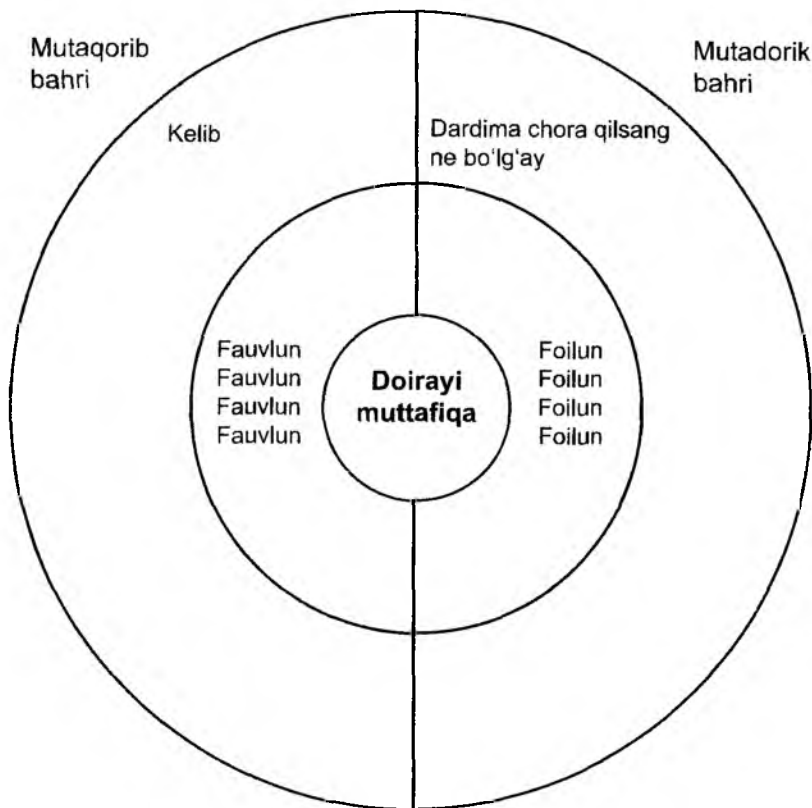 Mutaqorib
bahri
Mutadorik
bahri
Kelib
Dardima chora qilsang
ne bo‘lg‘ay
Fauvlun
Fauvlun
Fauvlun
Fauvlun
Doirayi
muttafiqa
Foilun
Foilun
Foilun
Foilun